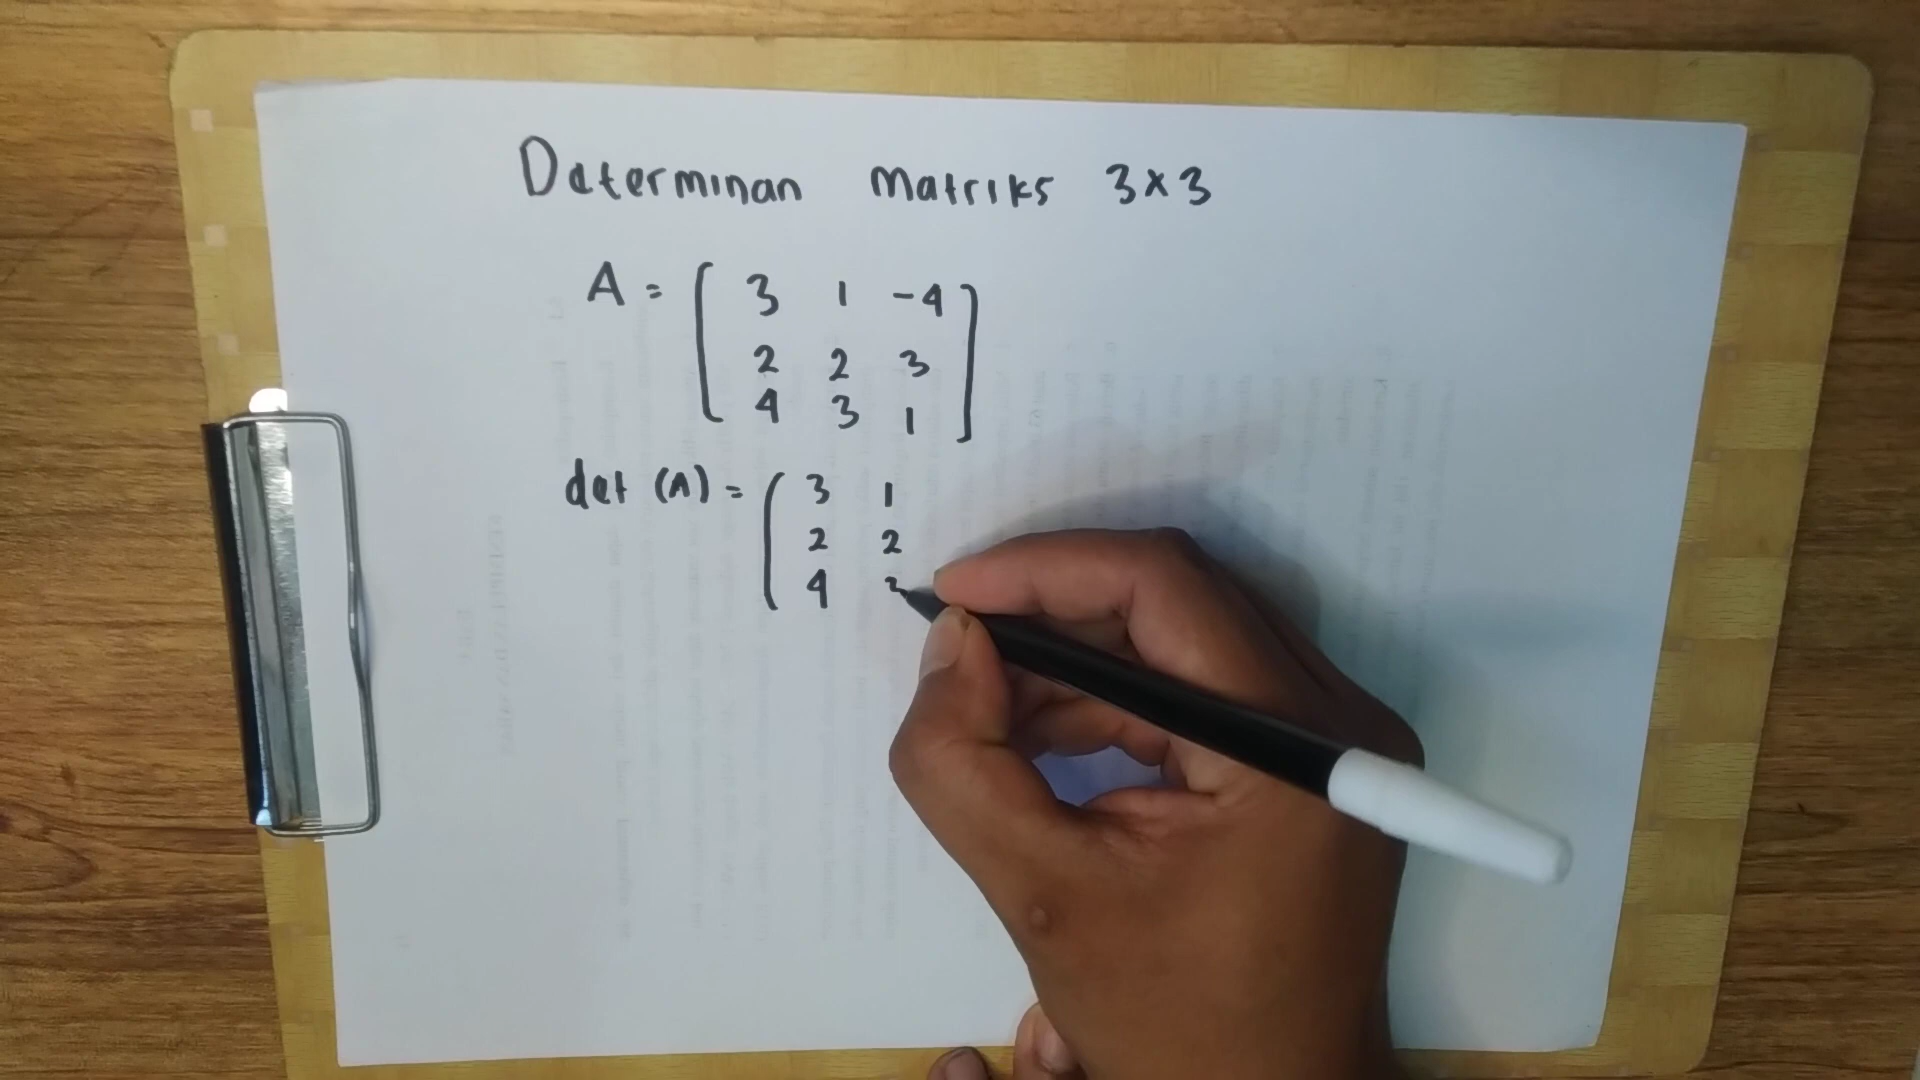 Determinan Matriks 3x3
A = [ 3 1 -4 ]
2 2 3
4 3 1
det (A) = ( 3 1
2 2
4